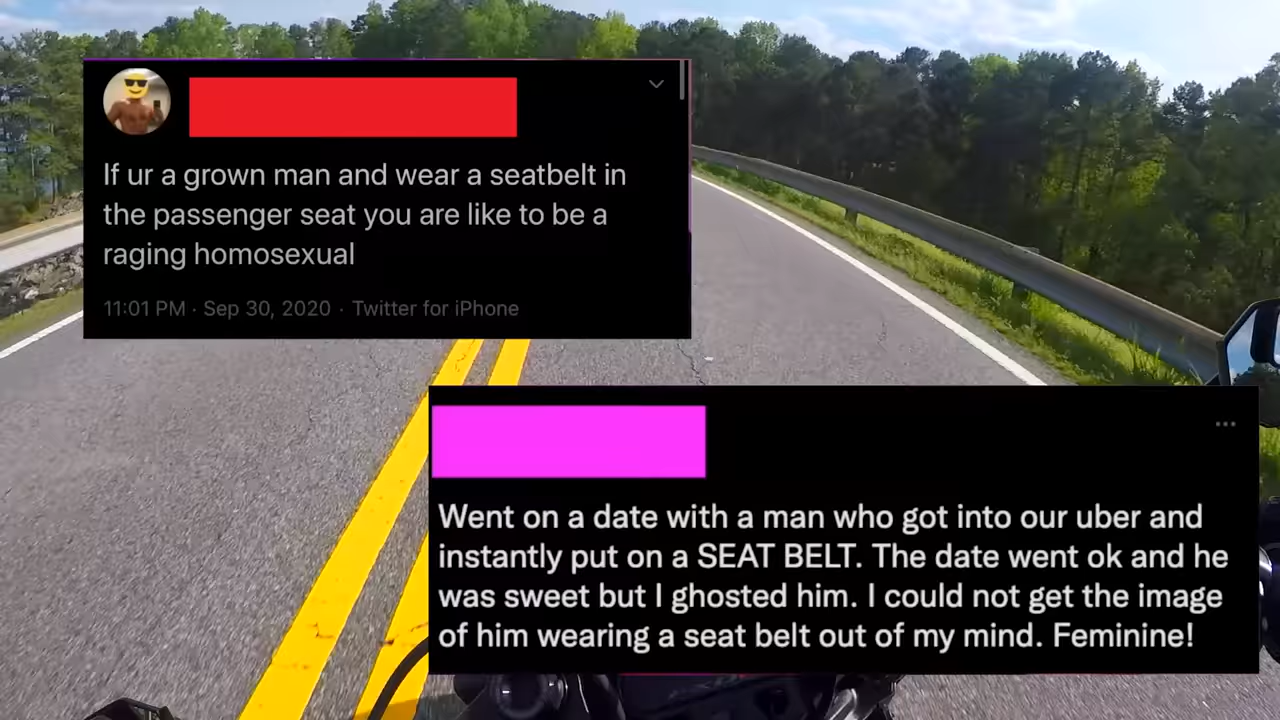 If ur a grown man and wear a seatbelt in
the passenger seat you are like to be a
raging homosexual
11:01 PM · Sep 30, 2020 · Twitter for iPhone
Went on a date with a man who got into our uber and
instantly put on a SEAT BELT. The date went ok and he
was sweet but I ghosted him. I could not get the image
of him wearing a seat belt out of my mind. Feminine!